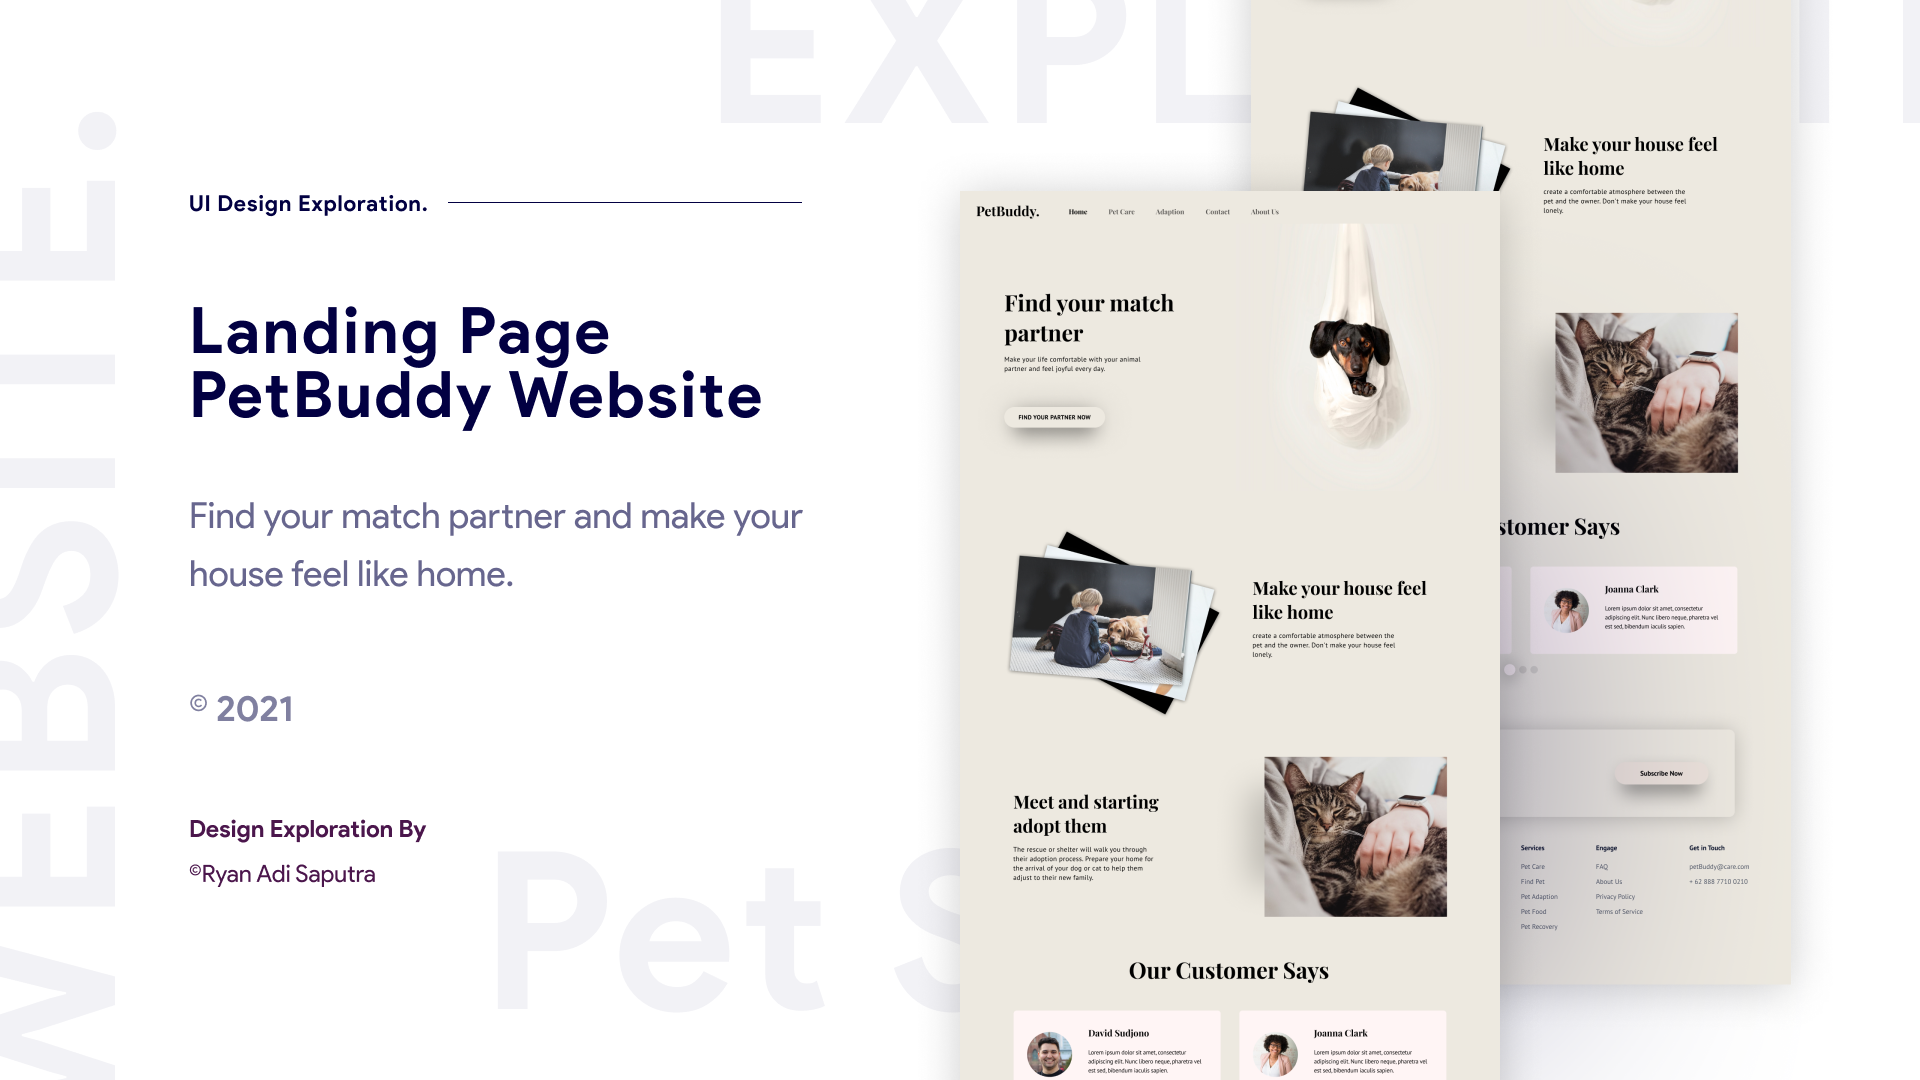 WEBSITE.
EXPL
UI Design Exploration.
Landing Page
PetBuddy Website
Find your match partner and make your
house feel like home.
© 2021
Design Exploration By
©Ryan Adi Saputra
Pet S
PetBuddy. Home Pet Care Adaption Contact About Us
Find your match
partner
Make your life comfortable with your animal
partner and feel joyful every day.
FIND YOUR PARTNER NOW
Make your house feel
like home
create a comfortable atmosphere between the
pet and the owner. Don't make your house feel
lonely.
Meet and starting
adopt them
The rescue or shelter will walk you through
their adoption process. Prepare your home for
the arrival of your dog or cat to help them
adjust to their new family.
Our Customer Says
David Sudjono
Lorem ipsum dolor sit amet, consectetur
adipiscing elit. Nunc libero neque, pharetra vel
est sed, bibendum iaculis sapien.
Joanna Clark
Lorem ipsum dolor sit amet, consectetur
adipiscing elit. Nunc libero neque, pharetra vel
est sed, bibendum iaculis sapien.
Make your house feel
like home
create a comfortable atmosphere between the
pet and the owner. Don't make your house feel
lonely.
stomer Says
Joanna Clark
Lorem ipsum dolor sit amet, consectetur
adipiscing elit. Nunc libero neque, pharetra vel
est sed, bibendum iaculis sapien.
Subscribe Now
Services
Pet Care
Find Pet
Pet Adaption
Pet Food
Pet Recovery
Engage
FAQ
About Us
Privacy Policy
Terms of Service
Get in Touch
petBuddy@care.com
+ 62 888 7710 0210